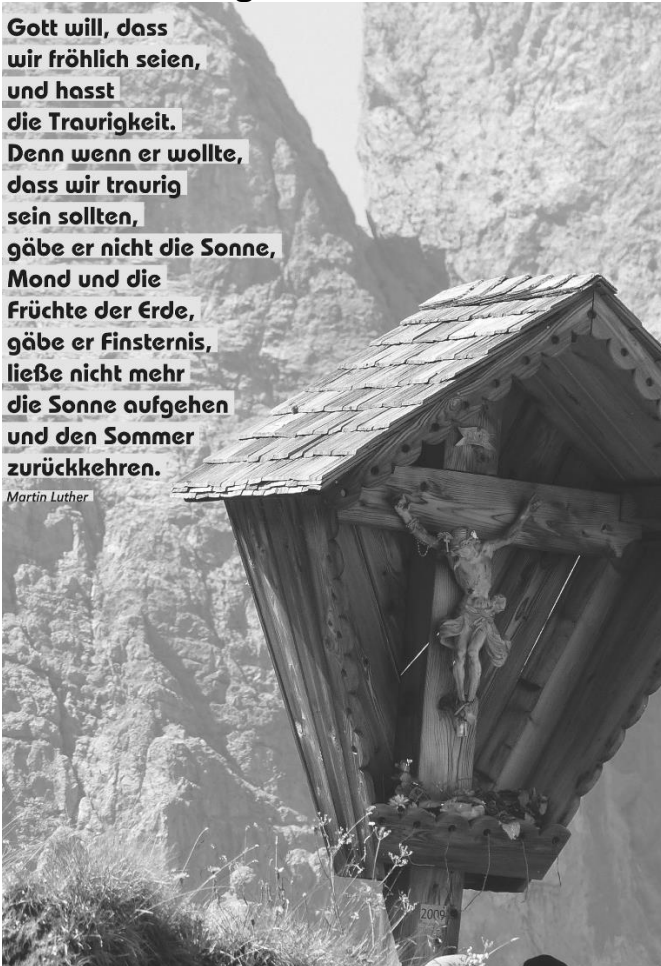 Gott will, dass
wir fröhlich seien,
und hasst
die Traurigkeit.
Denn wenn er wollte,
dass wir traurig
sein sollten,
gäbe er nicht die Sonne,
Mond und die
Früchte der Erde,
gäbe er Finsternis,
ließe nicht mehr
die Sonne aufgehen
und den Sommer
zurückkehren.
Martin Luther
2009